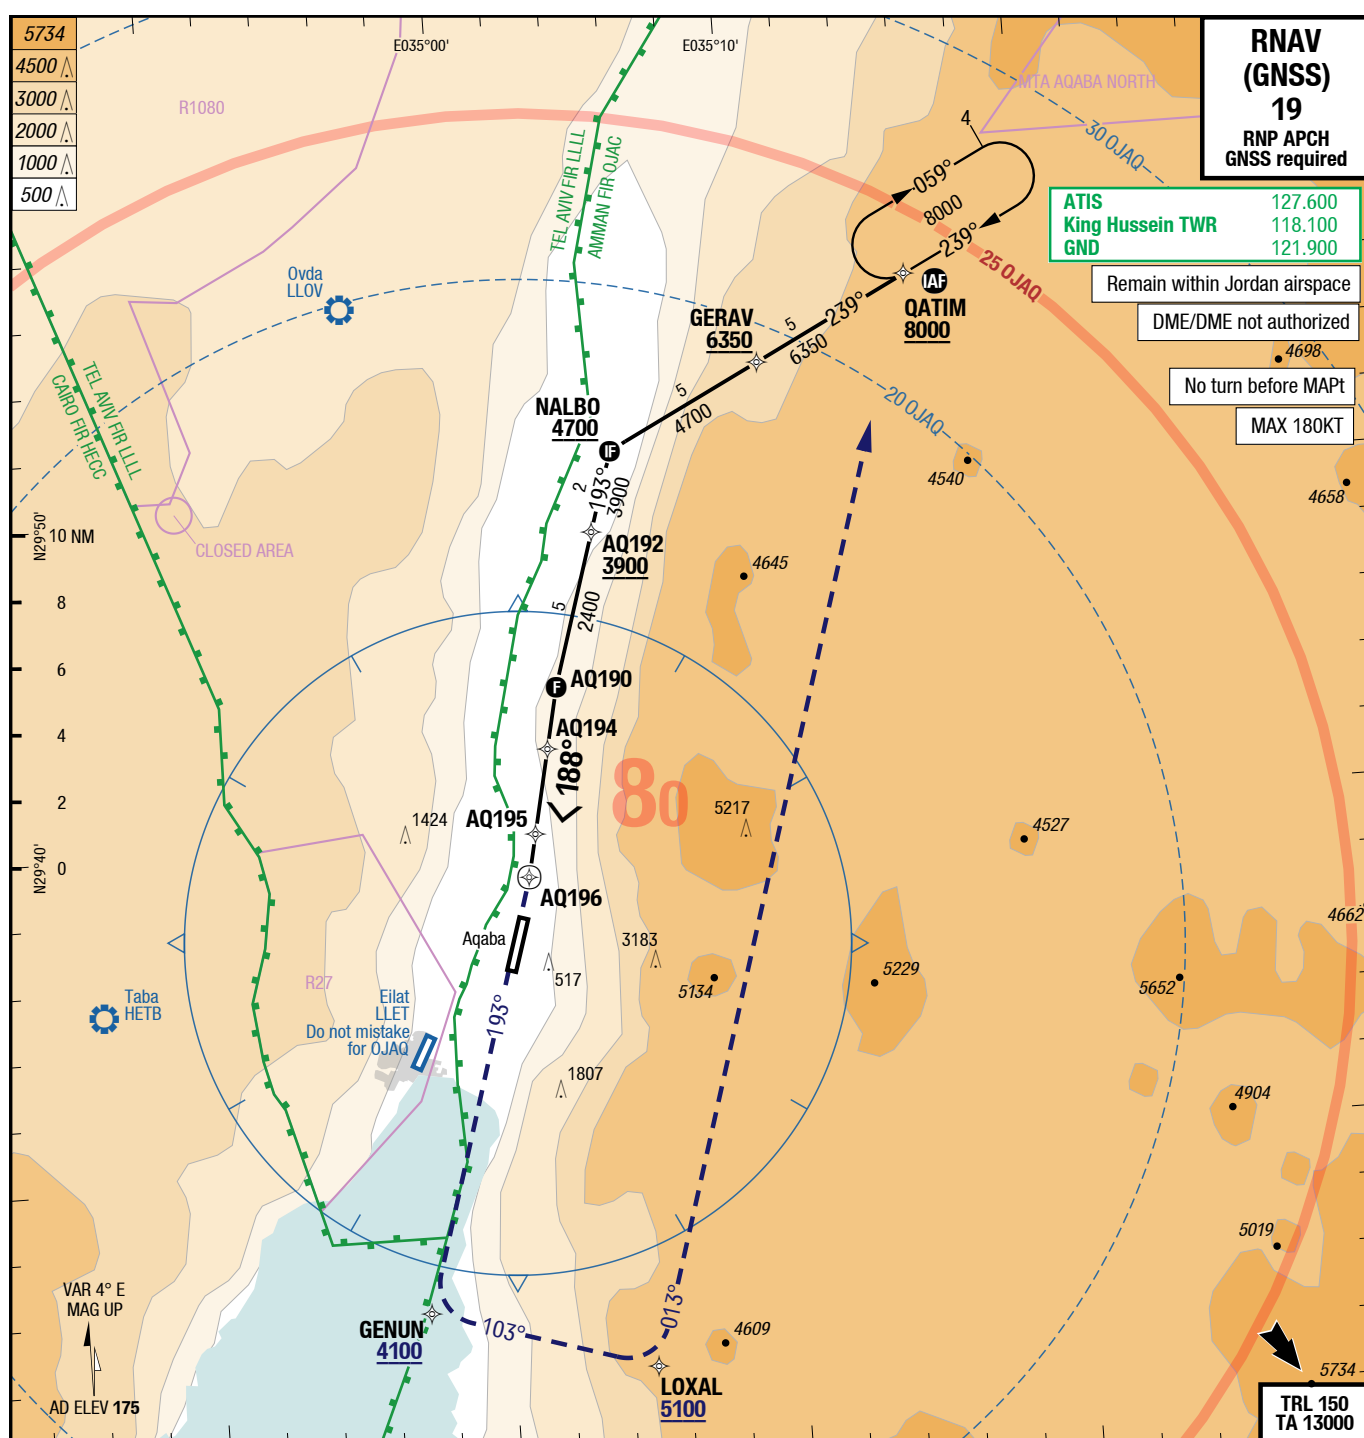 5734
4500
3000
2000
1000
500
E035°00'
E035°10'
RNAV
(GNSS)
19
RNP APCH
GNSS required
ATIS 127.600
King Hussein TWR 118.100
GND 121.900
Remain within Jordan airspace
DME/DME not authorized
No turn before MAPt
MAX 180KT
R1080
MTA AQABA NORTH
30 OJAQ
25 OJAQ
20 OJAQ
TEL AVIV FIR LLLL
AMMAN FIR OJAC
4
059°
8000
239°
IAF
QATIM
8000
Ovda
LLOV
GERAV
6350
5
239°
6350
5
4700
NALBO
4700
IF
TEL AVIV FIR LLLL
CAIRO FIR HECC
4698
4540
4658
2
193°
3900
N29°50'
10 NM
8
6
4
2
0
N29°40'
CLOSED AREA
AQ192
3900
4645
5
2400
F
AQ190
AQ194
188°
80
AQ195
1424
5217
4527
AQ196
Aqaba
3183
517
5134
5229
5652
4662
R27
Taba
HETB
Eilat
LLET
Do not mistake
for OJAQ
193°
1807
4904
5019
VAR 4° E
MAG UP
AD ELEV 175
GENUN
4100
103°
013°
4609
LOXAL
5100
5734
TRL 150
TA 13000